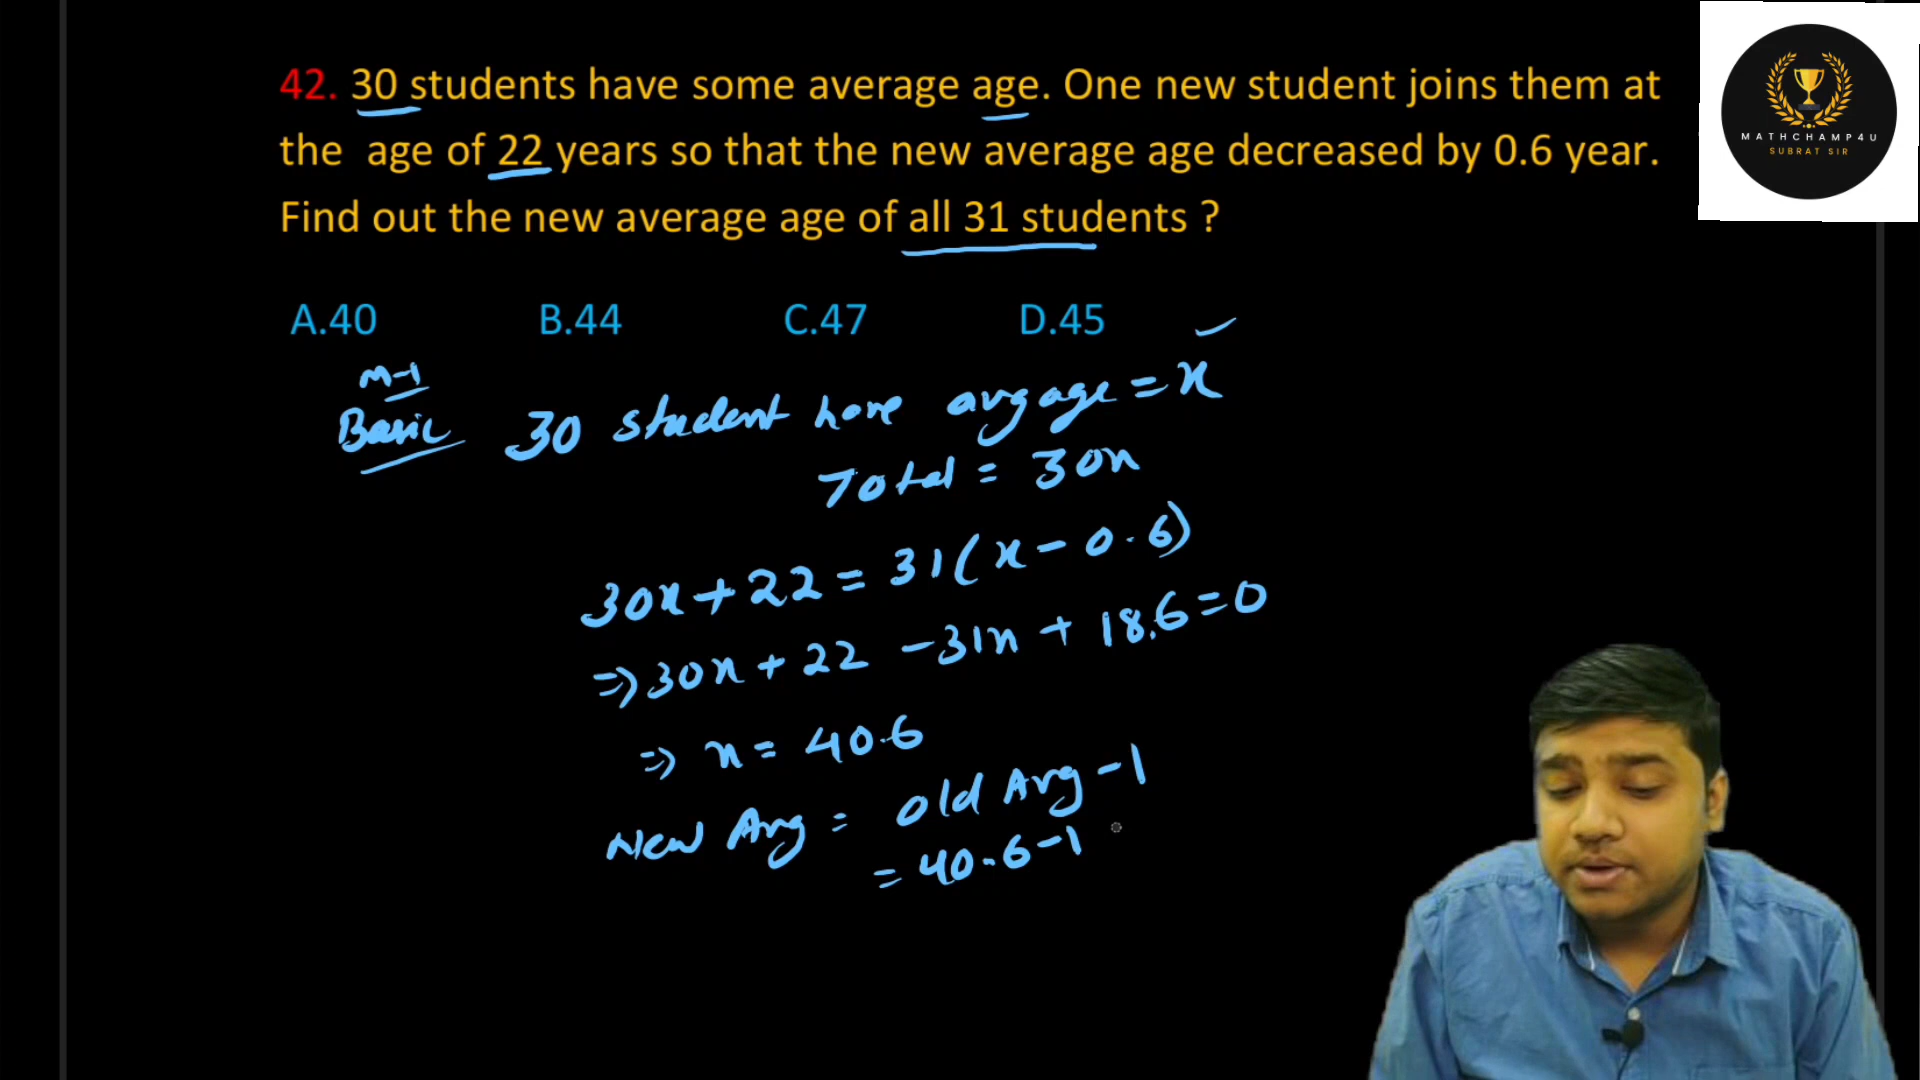 42. 30 students have some average age. One new student joins them at
the age of 22 years so that the new average age decreased by 0.6 year.
Find out the new average age of all 31 students ?
MATHCHAMP4U
SUBRAT SIR
A.40 B.44 C.47 D.45
M-1
Basic
30 student have avg age = x
Total = 30x
30x + 22 = 31(x - 0.6)
⇒ 30x + 22 - 31x + 18.6 = 0
⇒ x = 40.6
New Avg = Old Avg - 1
= 40.6 - 1